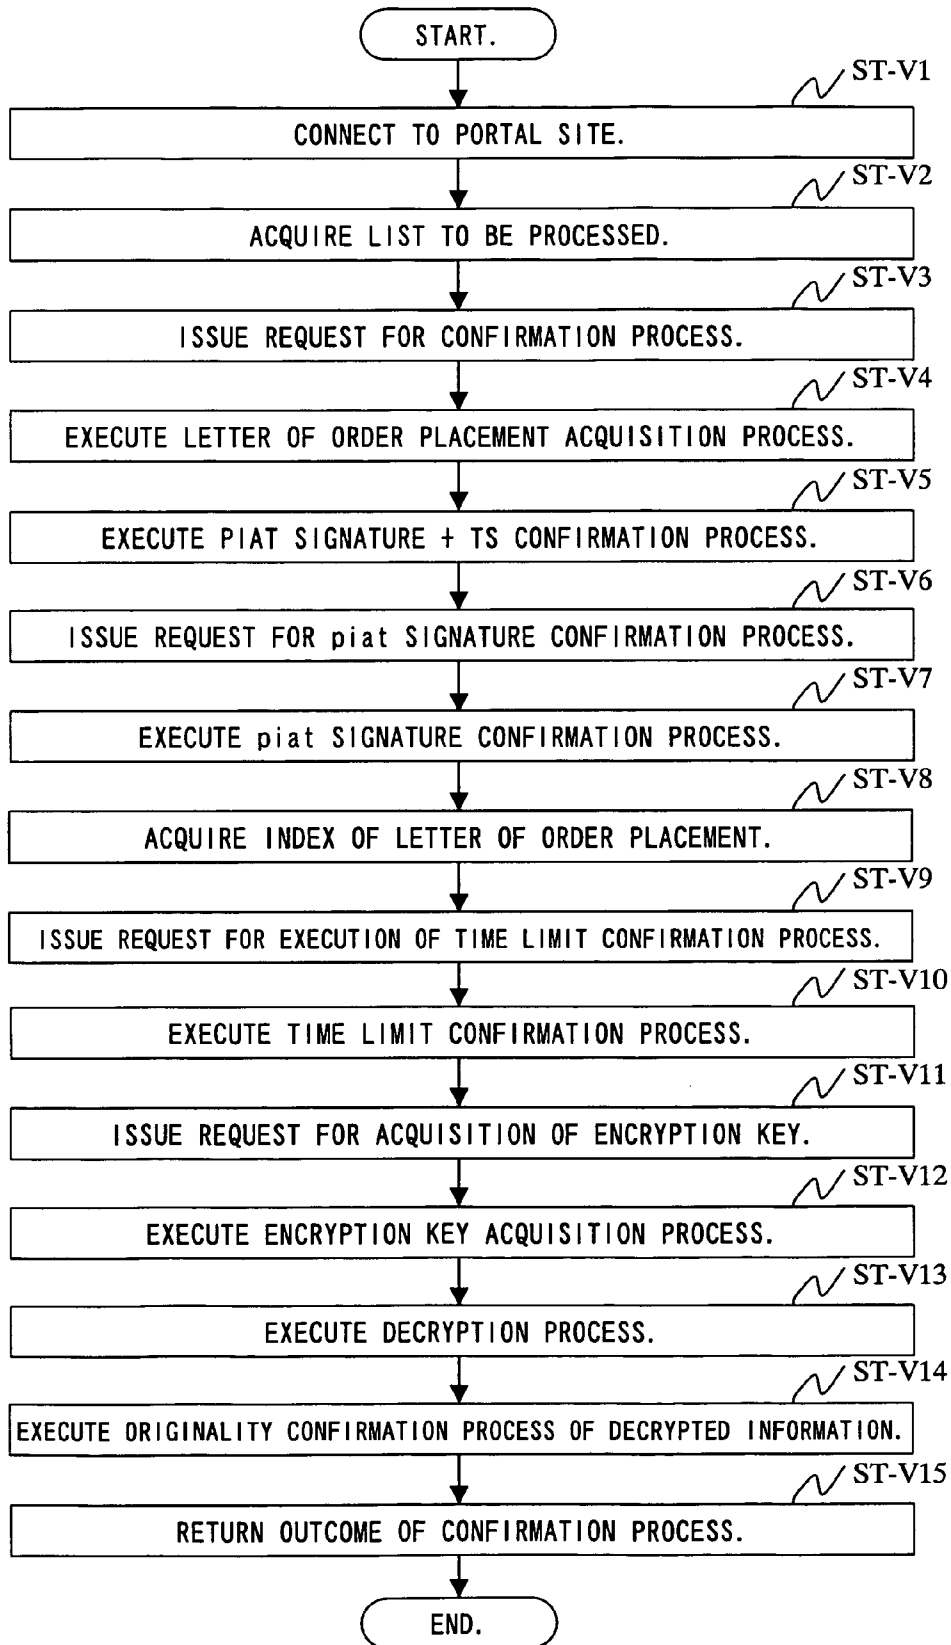 START.
ST-V1
CONNECT TO PORTAL SITE.
ST-V2
ACQUIRE LIST TO BE PROCESSED.
ST-V3
ISSUE REQUEST FOR CONFIRMATION PROCESS.
ST-V4
EXECUTE LETTER OF ORDER PLACEMENT ACQUISITION PROCESS.
ST-V5
EXECUTE PIAT SIGNATURE + TS CONFIRMATION PROCESS.
ST-V6
ISSUE REQUEST FOR piat SIGNATURE CONFIRMATION PROCESS.
ST-V7
EXECUTE piat SIGNATURE CONFIRMATION PROCESS.
ST-V8
ACQUIRE INDEX OF LETTER OF ORDER PLACEMENT.
ST-V9
ISSUE REQUEST FOR EXECUTION OF TIME LIMIT CONFIRMATION PROCESS.
ST-V10
EXECUTE TIME LIMIT CONFIRMATION PROCESS.
ST-V11
ISSUE REQUEST FOR ACQUISITION OF ENCRYPTION KEY.
ST-V12
EXECUTE ENCRYPTION KEY ACQUISITION PROCESS.
ST-V13
EXECUTE DECRYPTION PROCESS.
ST-V14
EXECUTE ORIGINALITY CONFIRMATION PROCESS OF DECRYPTED INFORMATION.
ST-V15
RETURN OUTCOME OF CONFIRMATION PROCESS.
END.